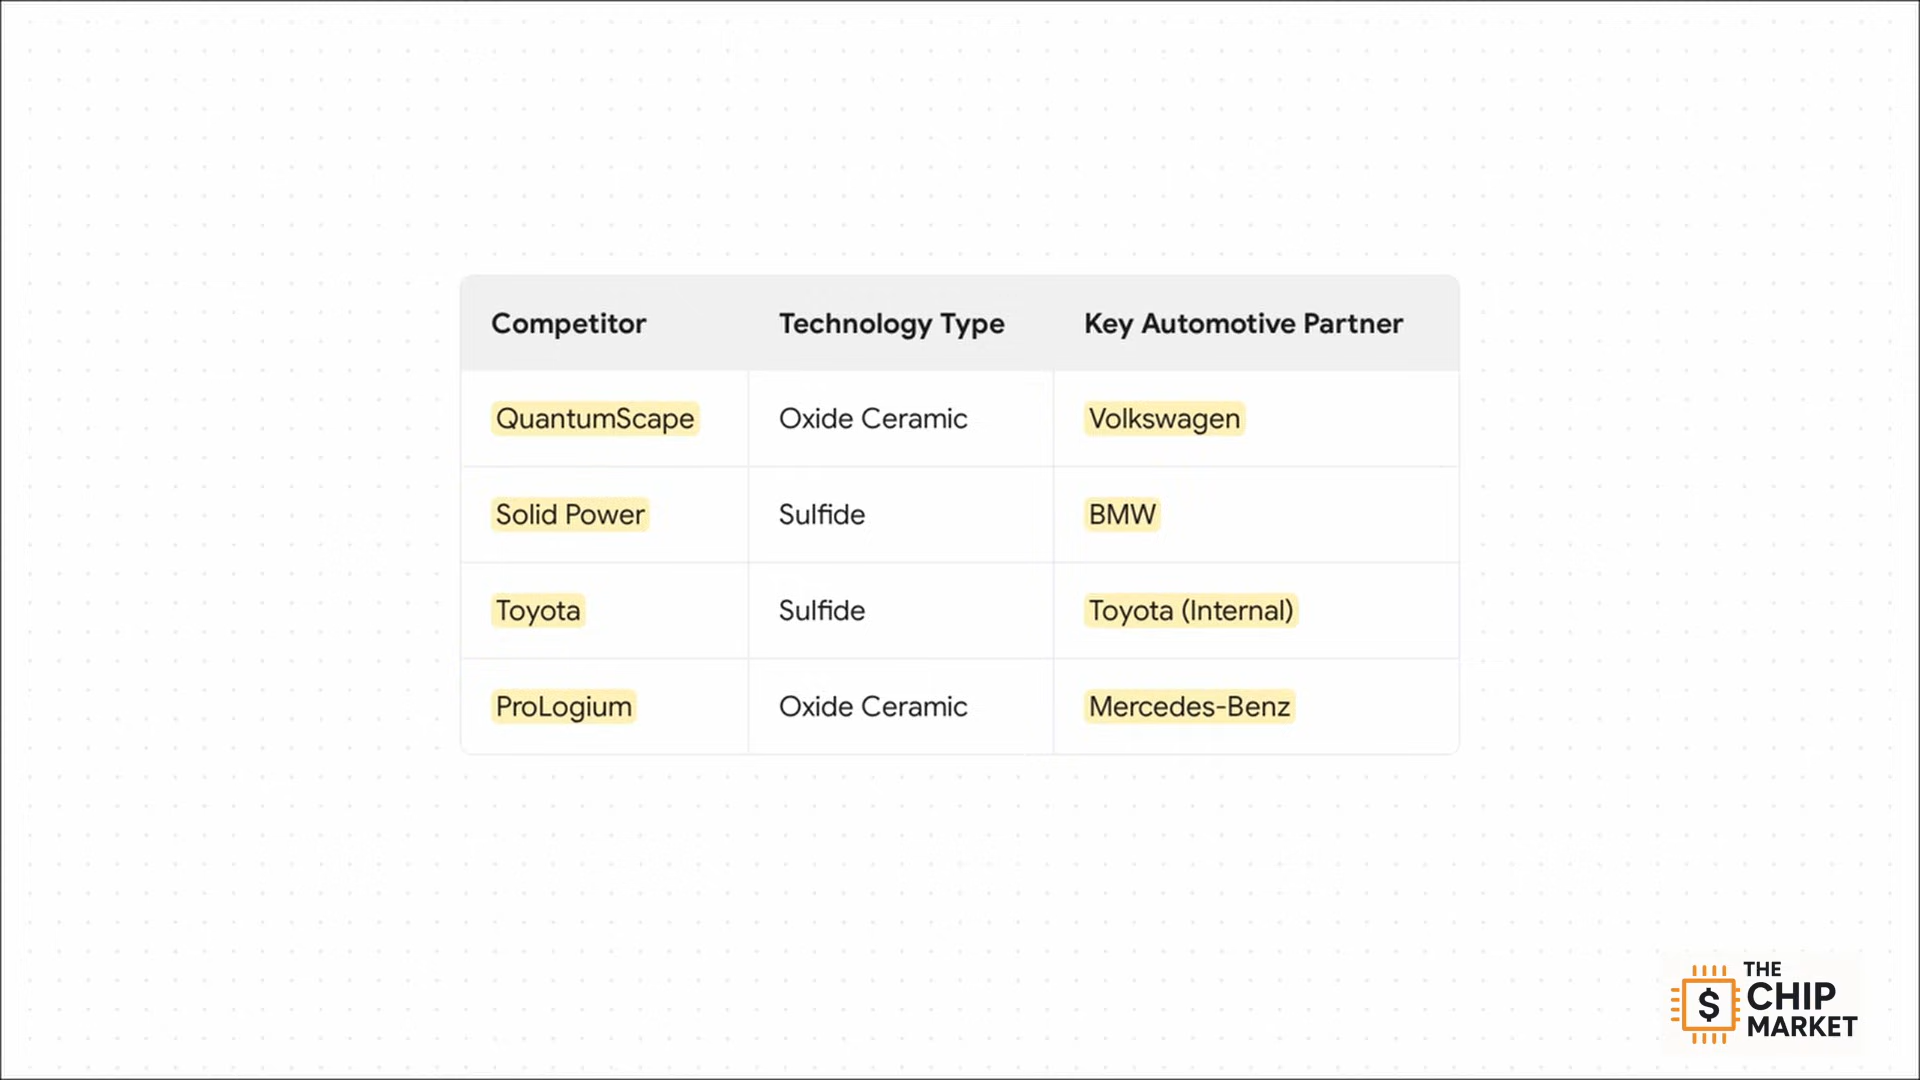 Competitor Technology Type Key Automotive Partner
QuantumScape Oxide Ceramic Volkswagen
Solid Power Sulfide BMW
Toyota Sulfide Toyota (Internal)
ProLogium Oxide Ceramic Mercedes-Benz
$
THE
CHIP
MARKET